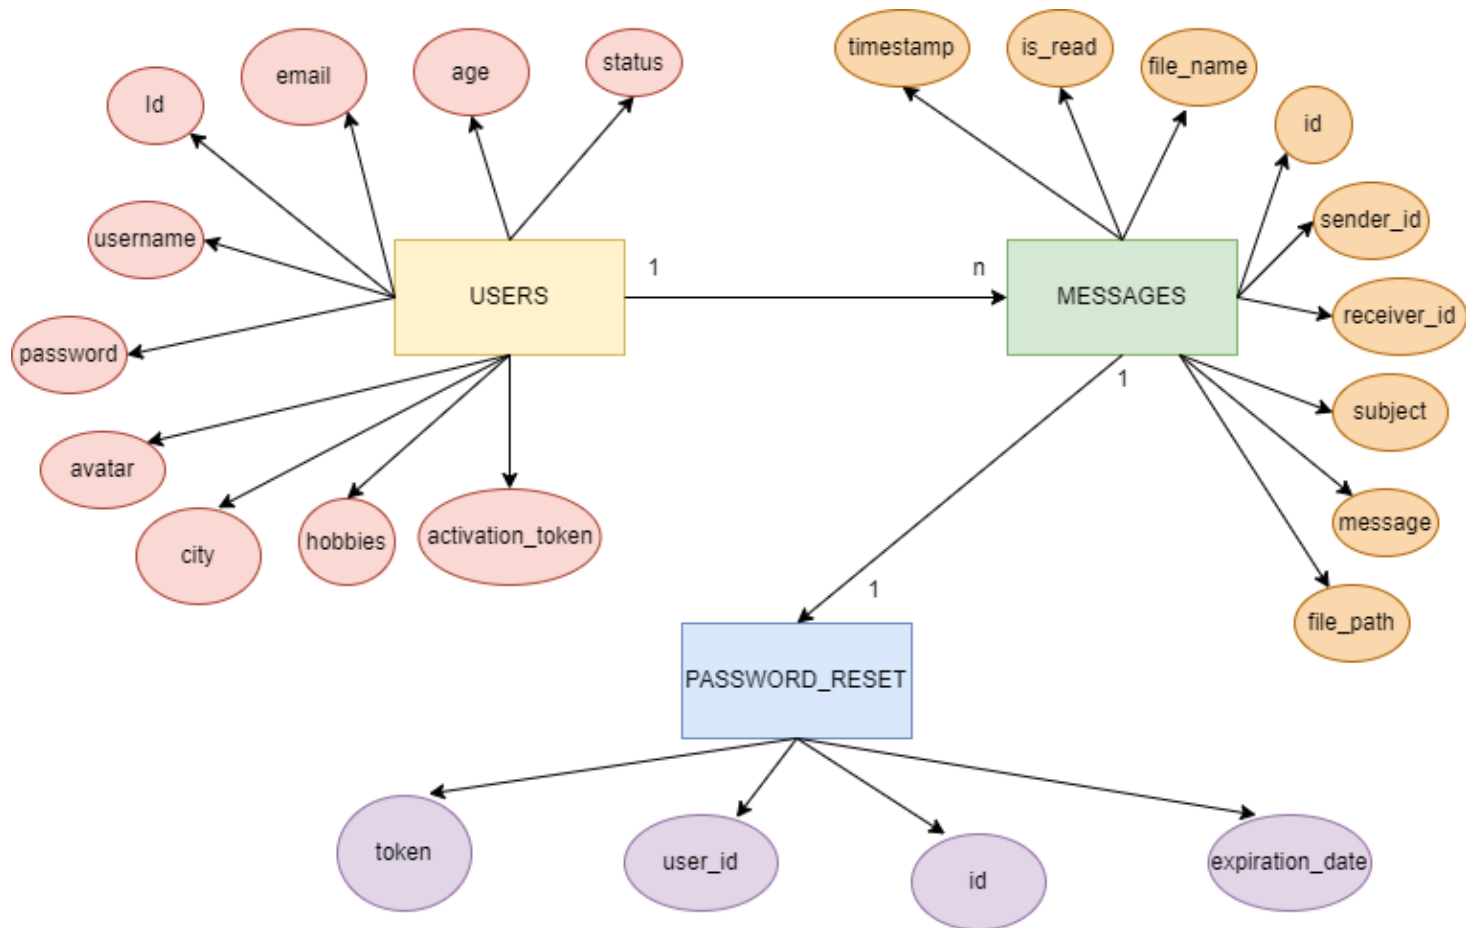 timestamp
is_read
file_name
email
age
status
Id
id
username
sender_id
USERS
1
n
MESSAGES
receiver_id
password
1
subject
avatar
message
city
hobbies
activation_token
1
file_path
PASSWORD_RESET
token
user_id
id
expiration_date